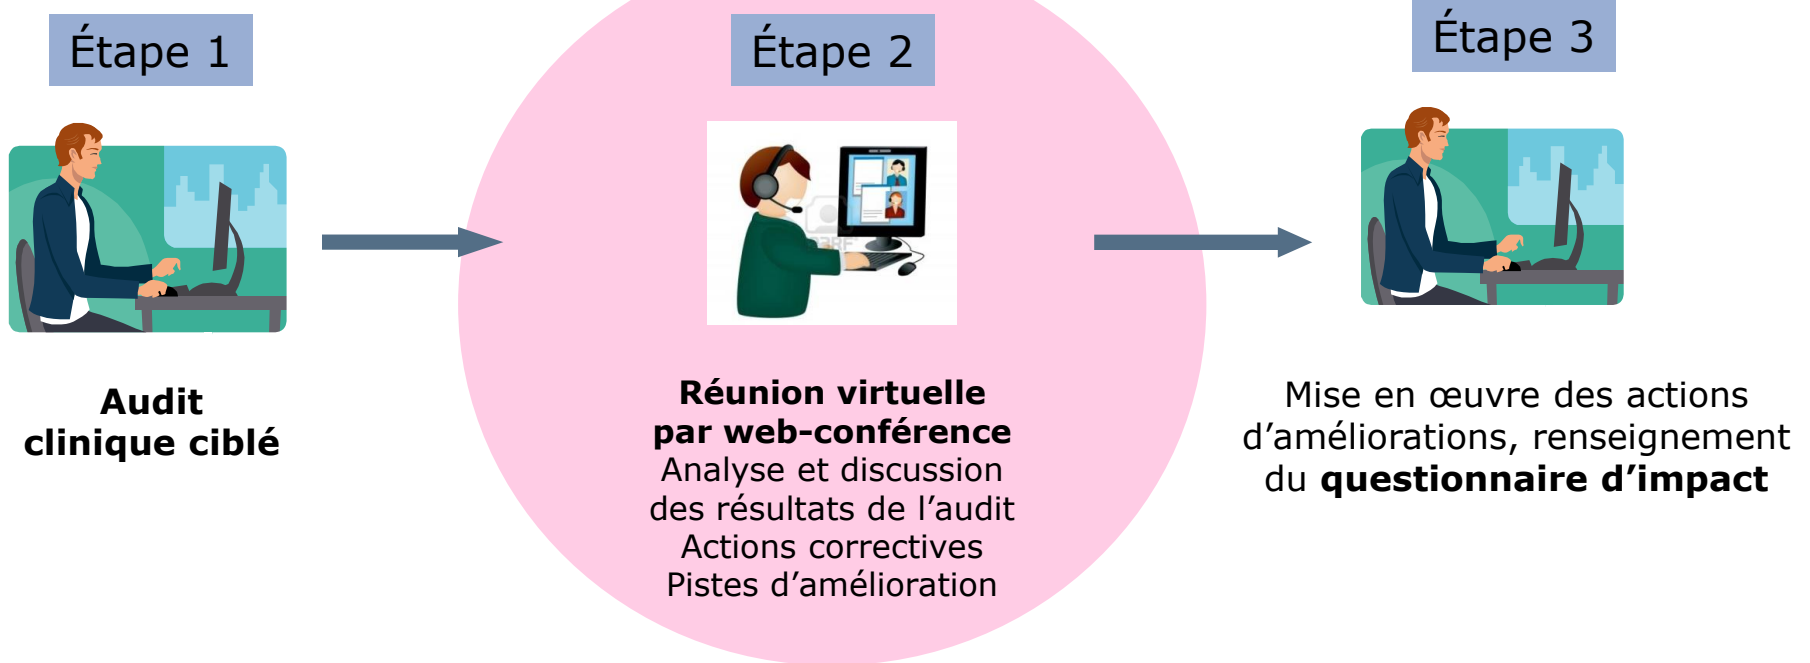 Étape 1
Audit
clinique ciblé
Étape 2
Réunion virtuelle
par web-conférence
Analyse et discussion
des résultats de l’audit
Actions correctives
Pistes d’amélioration
Étape 3
Mise en œuvre des actions
d’améliorations, renseignement
du questionnaire d’impact